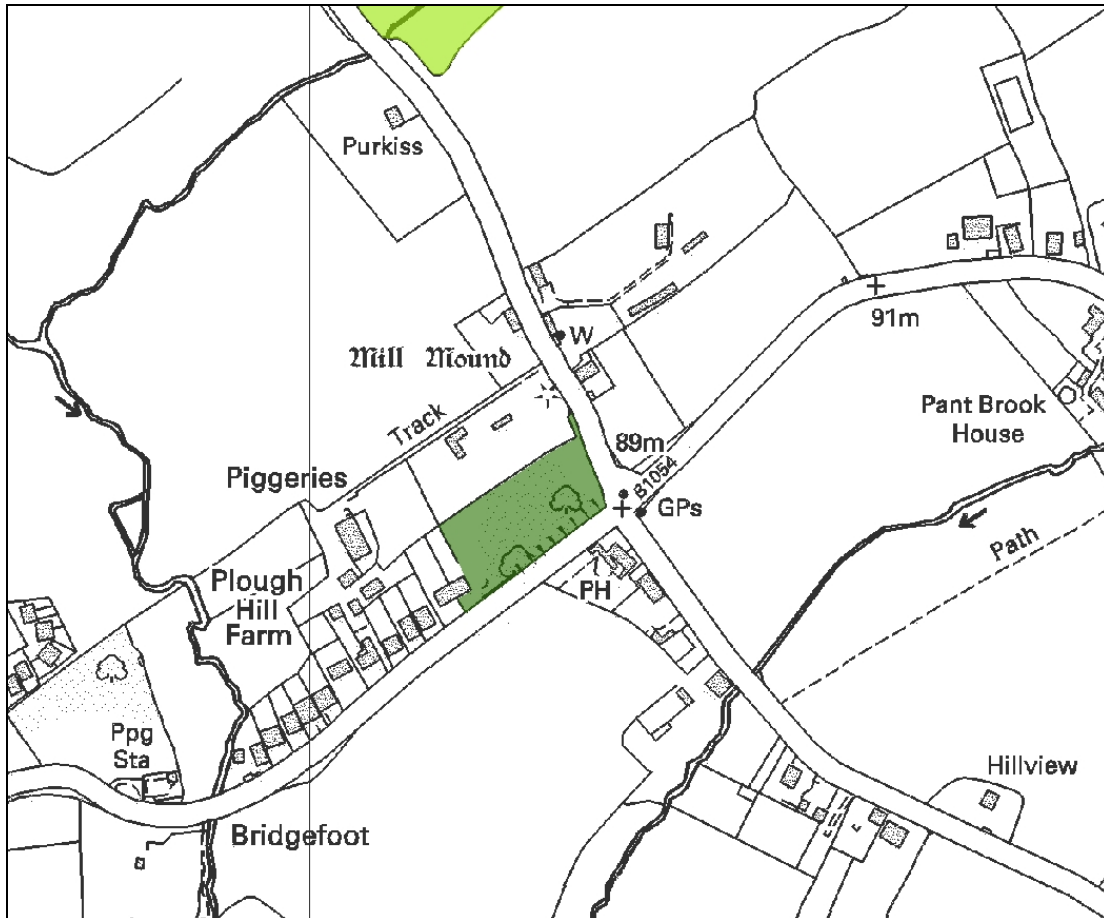 Purkiss
W
Mill Mound
91m
Track
Pant Brook
House
89m
B1054
Piggeries
GPs
Path
Plough
Hill
Farm
PH
Ppg
Sta
Hillview
Bridgefoot